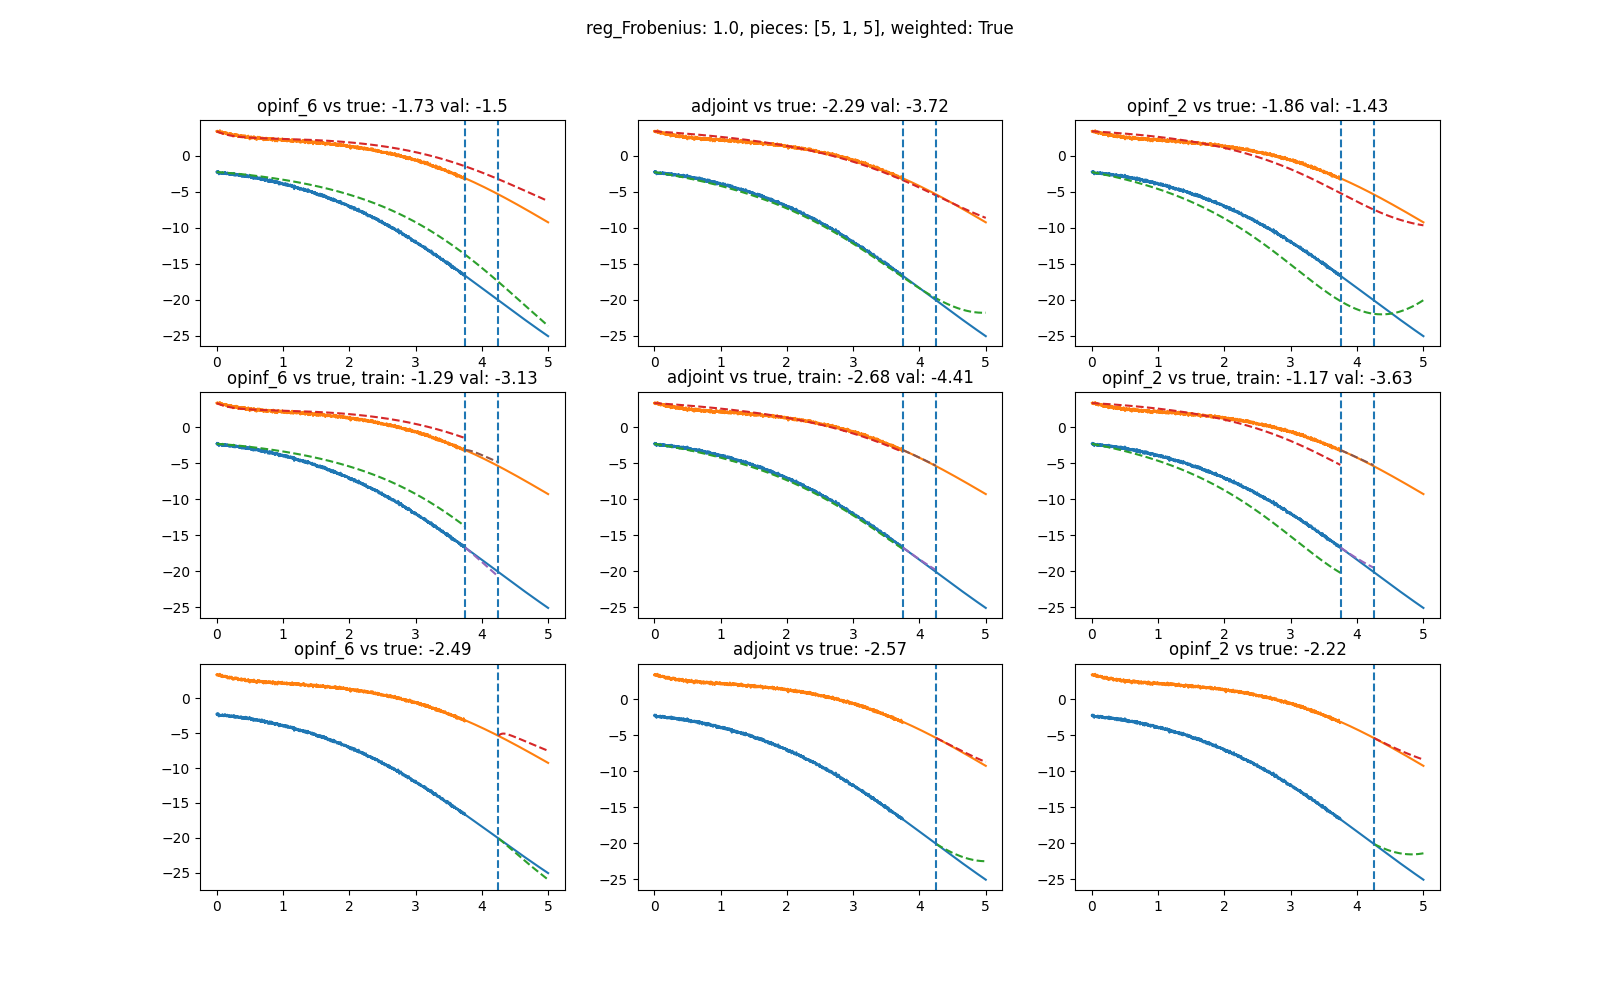 reg_Frobenius: 1.0, pieces: [5, 1, 5], weighted: True
opinf_6 vs true: -1.73 val: -1.5
0
−5
−10
−15
−20
−25
0 1 2 3 4 5
adjoint vs true: -2.29 val: -3.72
0
−5
−10
−15
−20
−25
0 1 2 3 4 5
opinf_2 vs true: -1.86 val: -1.43
0
−5
−10
−15
−20
−25
0 1 2 3 4 5
opinf_6 vs true, train: -1.29 val: -3.13
0
−5
−10
−15
−20
−25
0 1 2 3 4 5
adjoint vs true, train: -2.68 val: -4.41
0
−5
−10
−15
−20
−25
0 1 2 3 4 5
opinf_2 vs true, train: -1.17 val: -3.63
0
−5
−10
−15
−20
−25
0 1 2 3 4 5
opinf_6 vs true: -2.49
0
−5
−10
−15
−20
−25
0 1 2 3 4 5
adjoint vs true: -2.57
0
−5
−10
−15
−20
−25
0 1 2 3 4 5
opinf_2 vs true: -2.22
0
−5
−10
−15
−20
−25
0 1 2 3 4 5